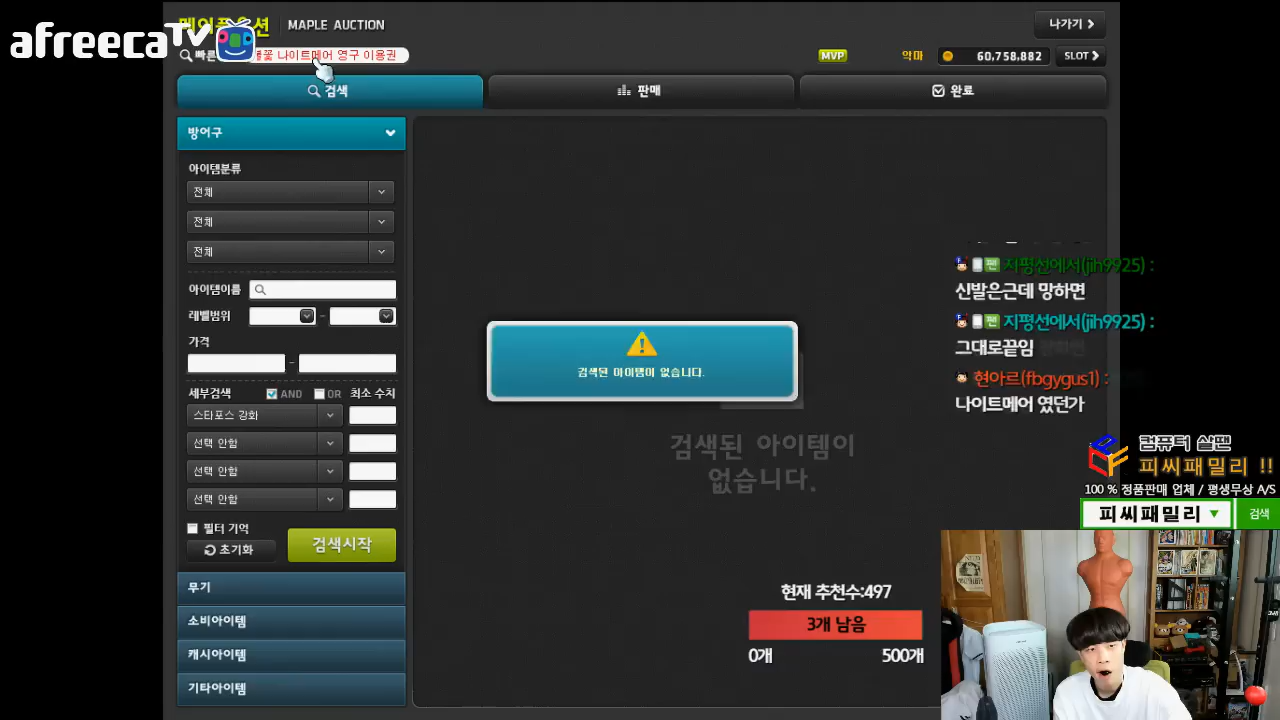 afreecaTV
메이플옥션 MAPLE AUCTION
나가기
빠른
불꽃 나이트메어 영구 이용권
MVP
악마
60,758,882
SLOT
검색
판매
완료
방어구
아이템분류
전체
전체
전체
아이템이름
레벨범위 -
가격
-
세부검색 AND OR 최소 수치
스타포스 강화
선택 안함
선택 안함
선택 안함
필터 기억
초기화
검색시작
무기
소비아이템
캐시아이템
기타아이템
검색된 아이템이 없습니다.
검색된 아이템이
없습니다.
지평선에서(jih9925) :
신발은근데 망하면
지평선에서(jih9925) :
그대로끝임
현아르(fbgygus1) :
나이트메어 였던가
컴퓨터 살땐
피씨패밀리 !!
100 % 정품판매 업체 / 평생무상 A/S
피씨패밀리 검색
현재 추천수:497
3개 남음
0개 500개